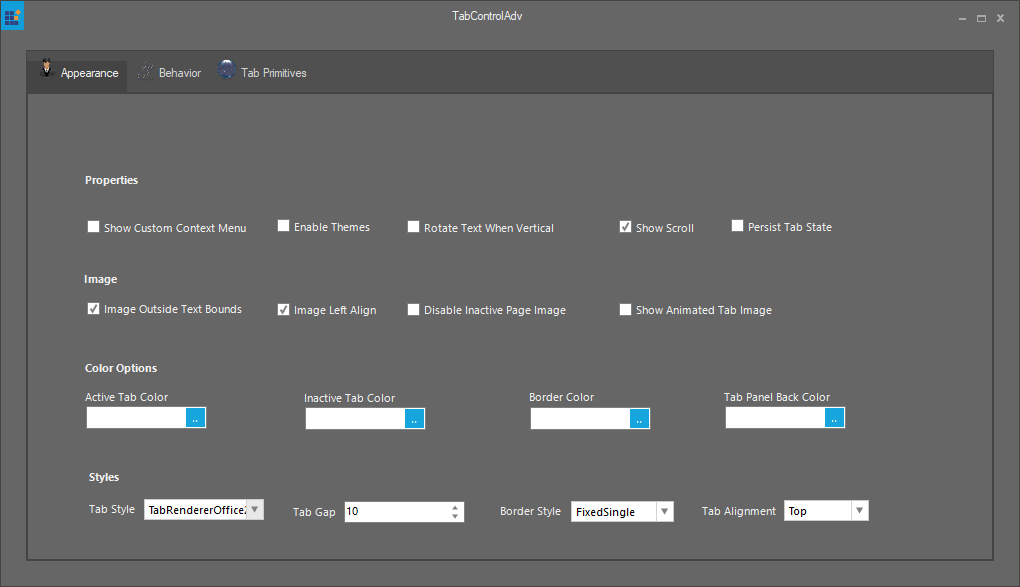 TabControlAdv
Appearance Behavior Tab Primitives
Properties
Show Custom Context Menu Enable Themes Rotate Text When Vertical Show Scroll Persist Tab State
Image
Image Outside Text Bounds Image Left Align Disable Inactive Page Image Show Animated Tab Image
Color Options
Active Tab Color Inactive Tab Color Border Color Tab Panel Back Color
.. .. .. ..
Styles
Tab Style TabRendererOffice Tab Gap 10 Border Style FixedSingle Tab Alignment Top